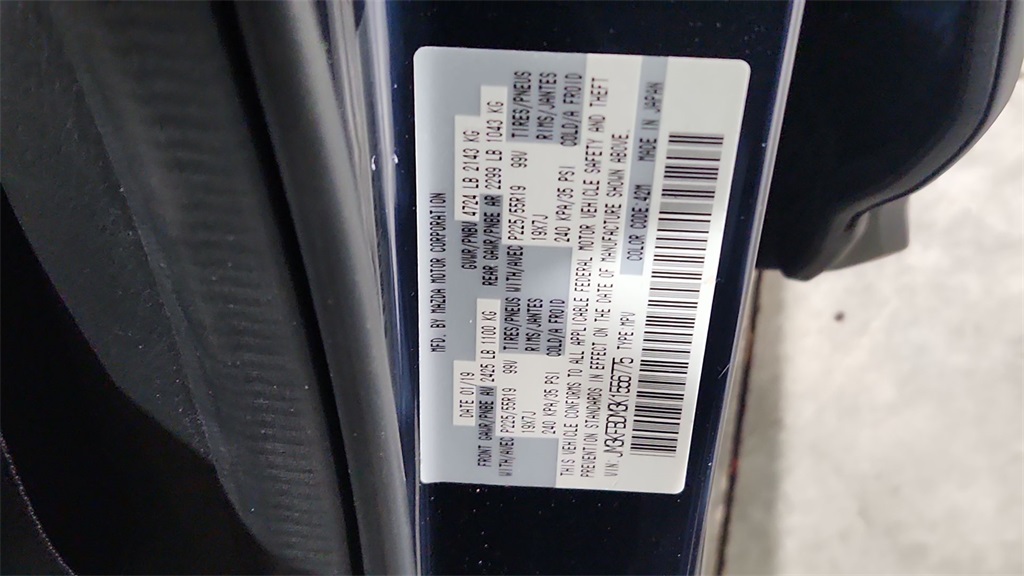 MFD. BY MAZDA MOTOR CORPORATION
DATE 01/19 GVWR/PNBV 4724 LB 2143 KG
FRONT GAWR/PNBE AV 2425 LB 1100 KG REAR GAWR/PNBE AR 2299 LB 1043 KG
WITH/AVEC P225/55R19 99V TIRES/PNEUS WITH/AVEC P225/55R19 99V TIRES/PNEUS
19X7J RIMS/JANTES 19X7J RIMS/JANTES
240 KPA/35 PSI COLD/A FROID 240 KPA/35 PSI COLD/A FROID
THIS VEHICLE CONFORMS TO ALL APPLICABLE FEDERAL MOTOR VEHICLE SAFETY AND THEFT
PREVENTION STANDARDS IN EFFECT ON THE DATE OF MANUFACTURE SHOWN ABOVE.
VIN: TYPE: MPV COLOR CODE: 42M MADE IN JAPAN